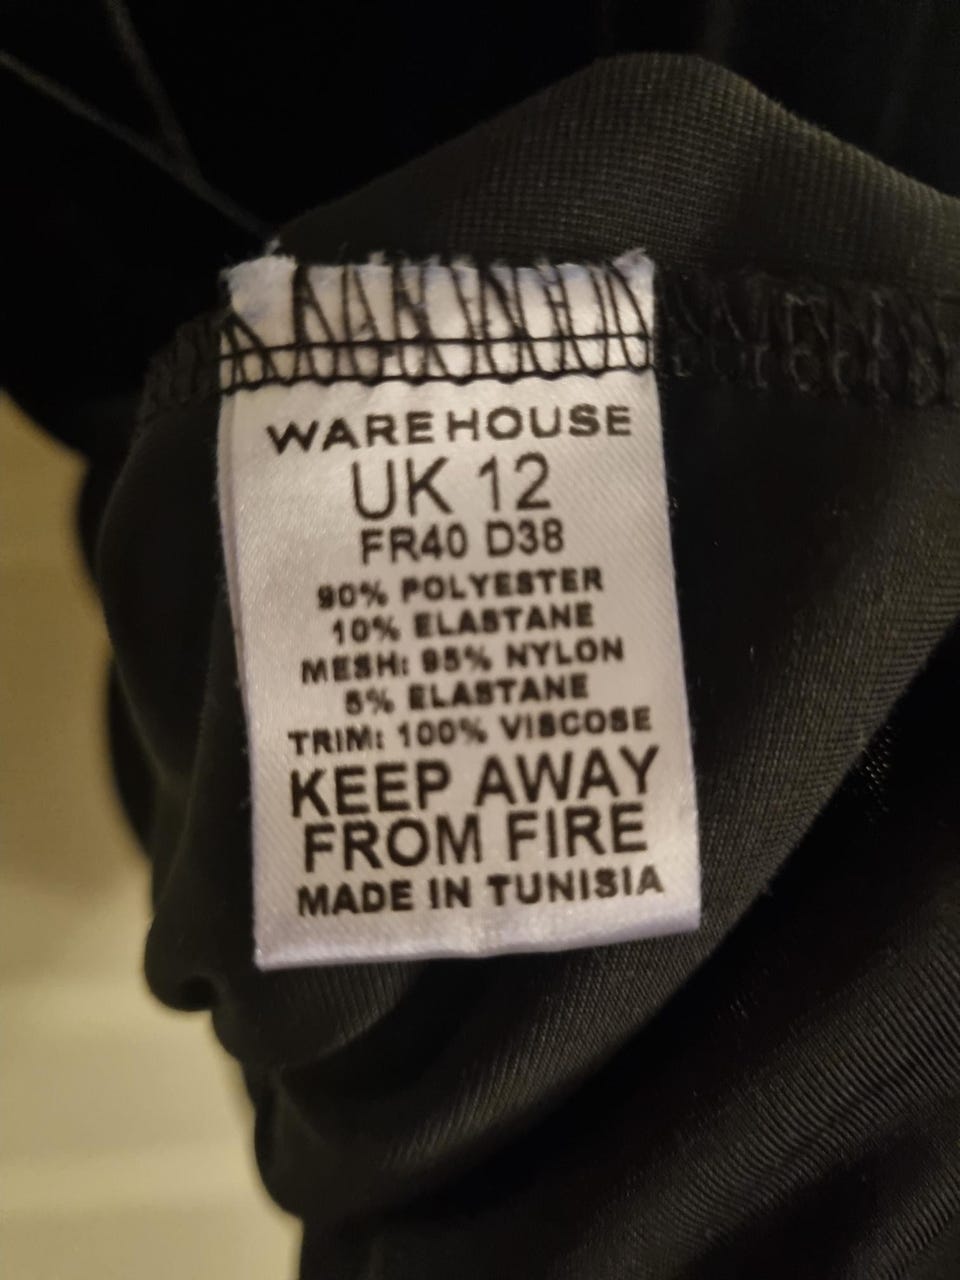 WAREHOUSE
UK 12
FR40 D38
90% POLYESTER
10% ELASTANE
MESH: 95% NYLON
5% ELASTANE
TRIM: 100% VISCOSE
KEEP AWAY
FROM FIRE
MADE IN TUNISIA